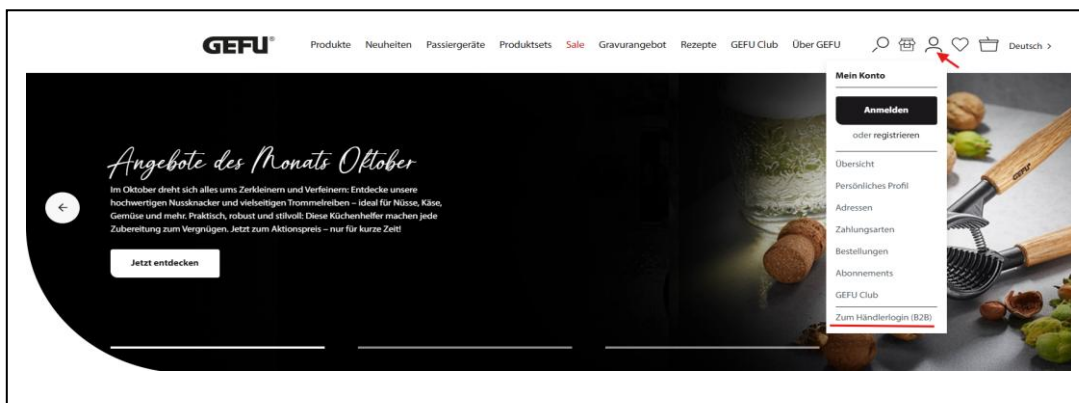 GEFU®
Produkte Neuheiten Passiergeräte Produktsets Sale Gravurangebot Rezepte GEFU Club Über GEFU Deutsch >
Mein Konto
Anmelden
oder registrieren
Übersicht
Persönliches Profil
Adressen
Zahlungsarten
Bestellungen
Abonnements
GEFU Club
Zum Händlerlogin (B2B)
Angebote des Monats Oktober
Im Oktober dreht sich alles ums Zerkleinern und Verfeinern: Entdecke unsere
hochwertigen Nussknacker und vielseitigen Trommelreiben – ideal für Nüsse, Käse,
Gemüse und mehr. Praktisch, robust und stilvoll: Diese Küchenhelfer machen jede
Zubereitung zum Vergnügen. Jetzt zum Aktionspreis – nur für kurze Zeit!
Jetzt entdecken
GEFU